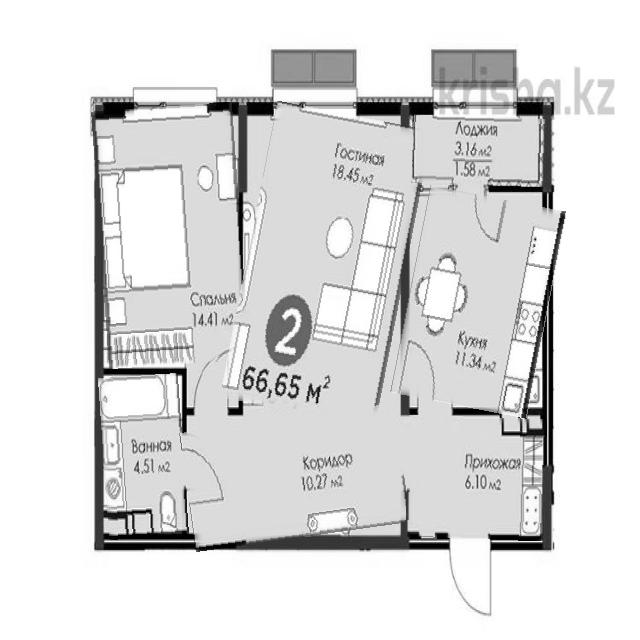 krisha.kz
Лоджия
3.16 м2
1.58 м2
Гостиная
18.45 м2
Спальня
14.41 м2
Кухня
11.34 м2
2
66,65 м²
Ванная
4.51 м2
Коридор
10.27 м2
Прихожая
6.10 м2